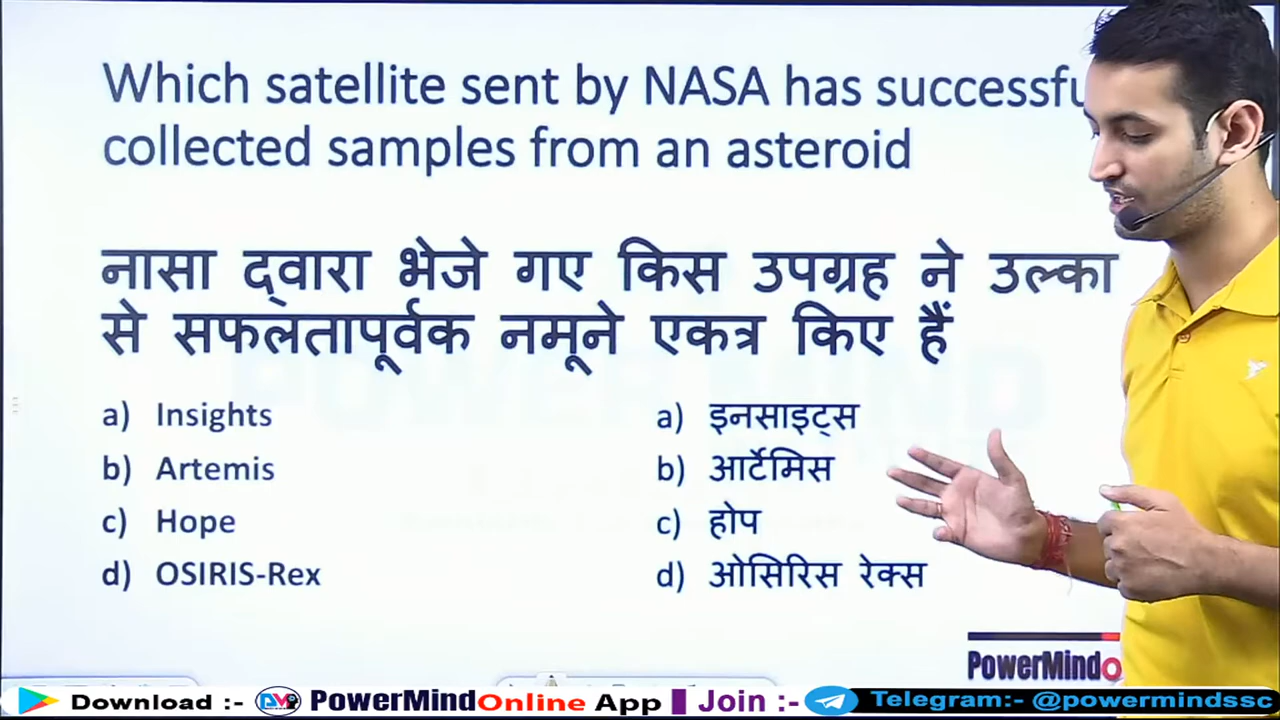 Which satellite sent by NASA has successfu
collected samples from an asteroid
नासा द्वारा भेजे गए किस उपग्रह ने उल्का
से सफलतापूर्वक नमूने एकत्र किए हैं
a) Insights
b) Artemis
c) Hope
d) OSIRIS-Rex
a) इनसाइट्स
b) आर्टेमिस
c) होप
d) ओसिरिस रेक्स
PowerMindo
Download :- PowerMindOnline App Join :- Telegram:- @powermindssc